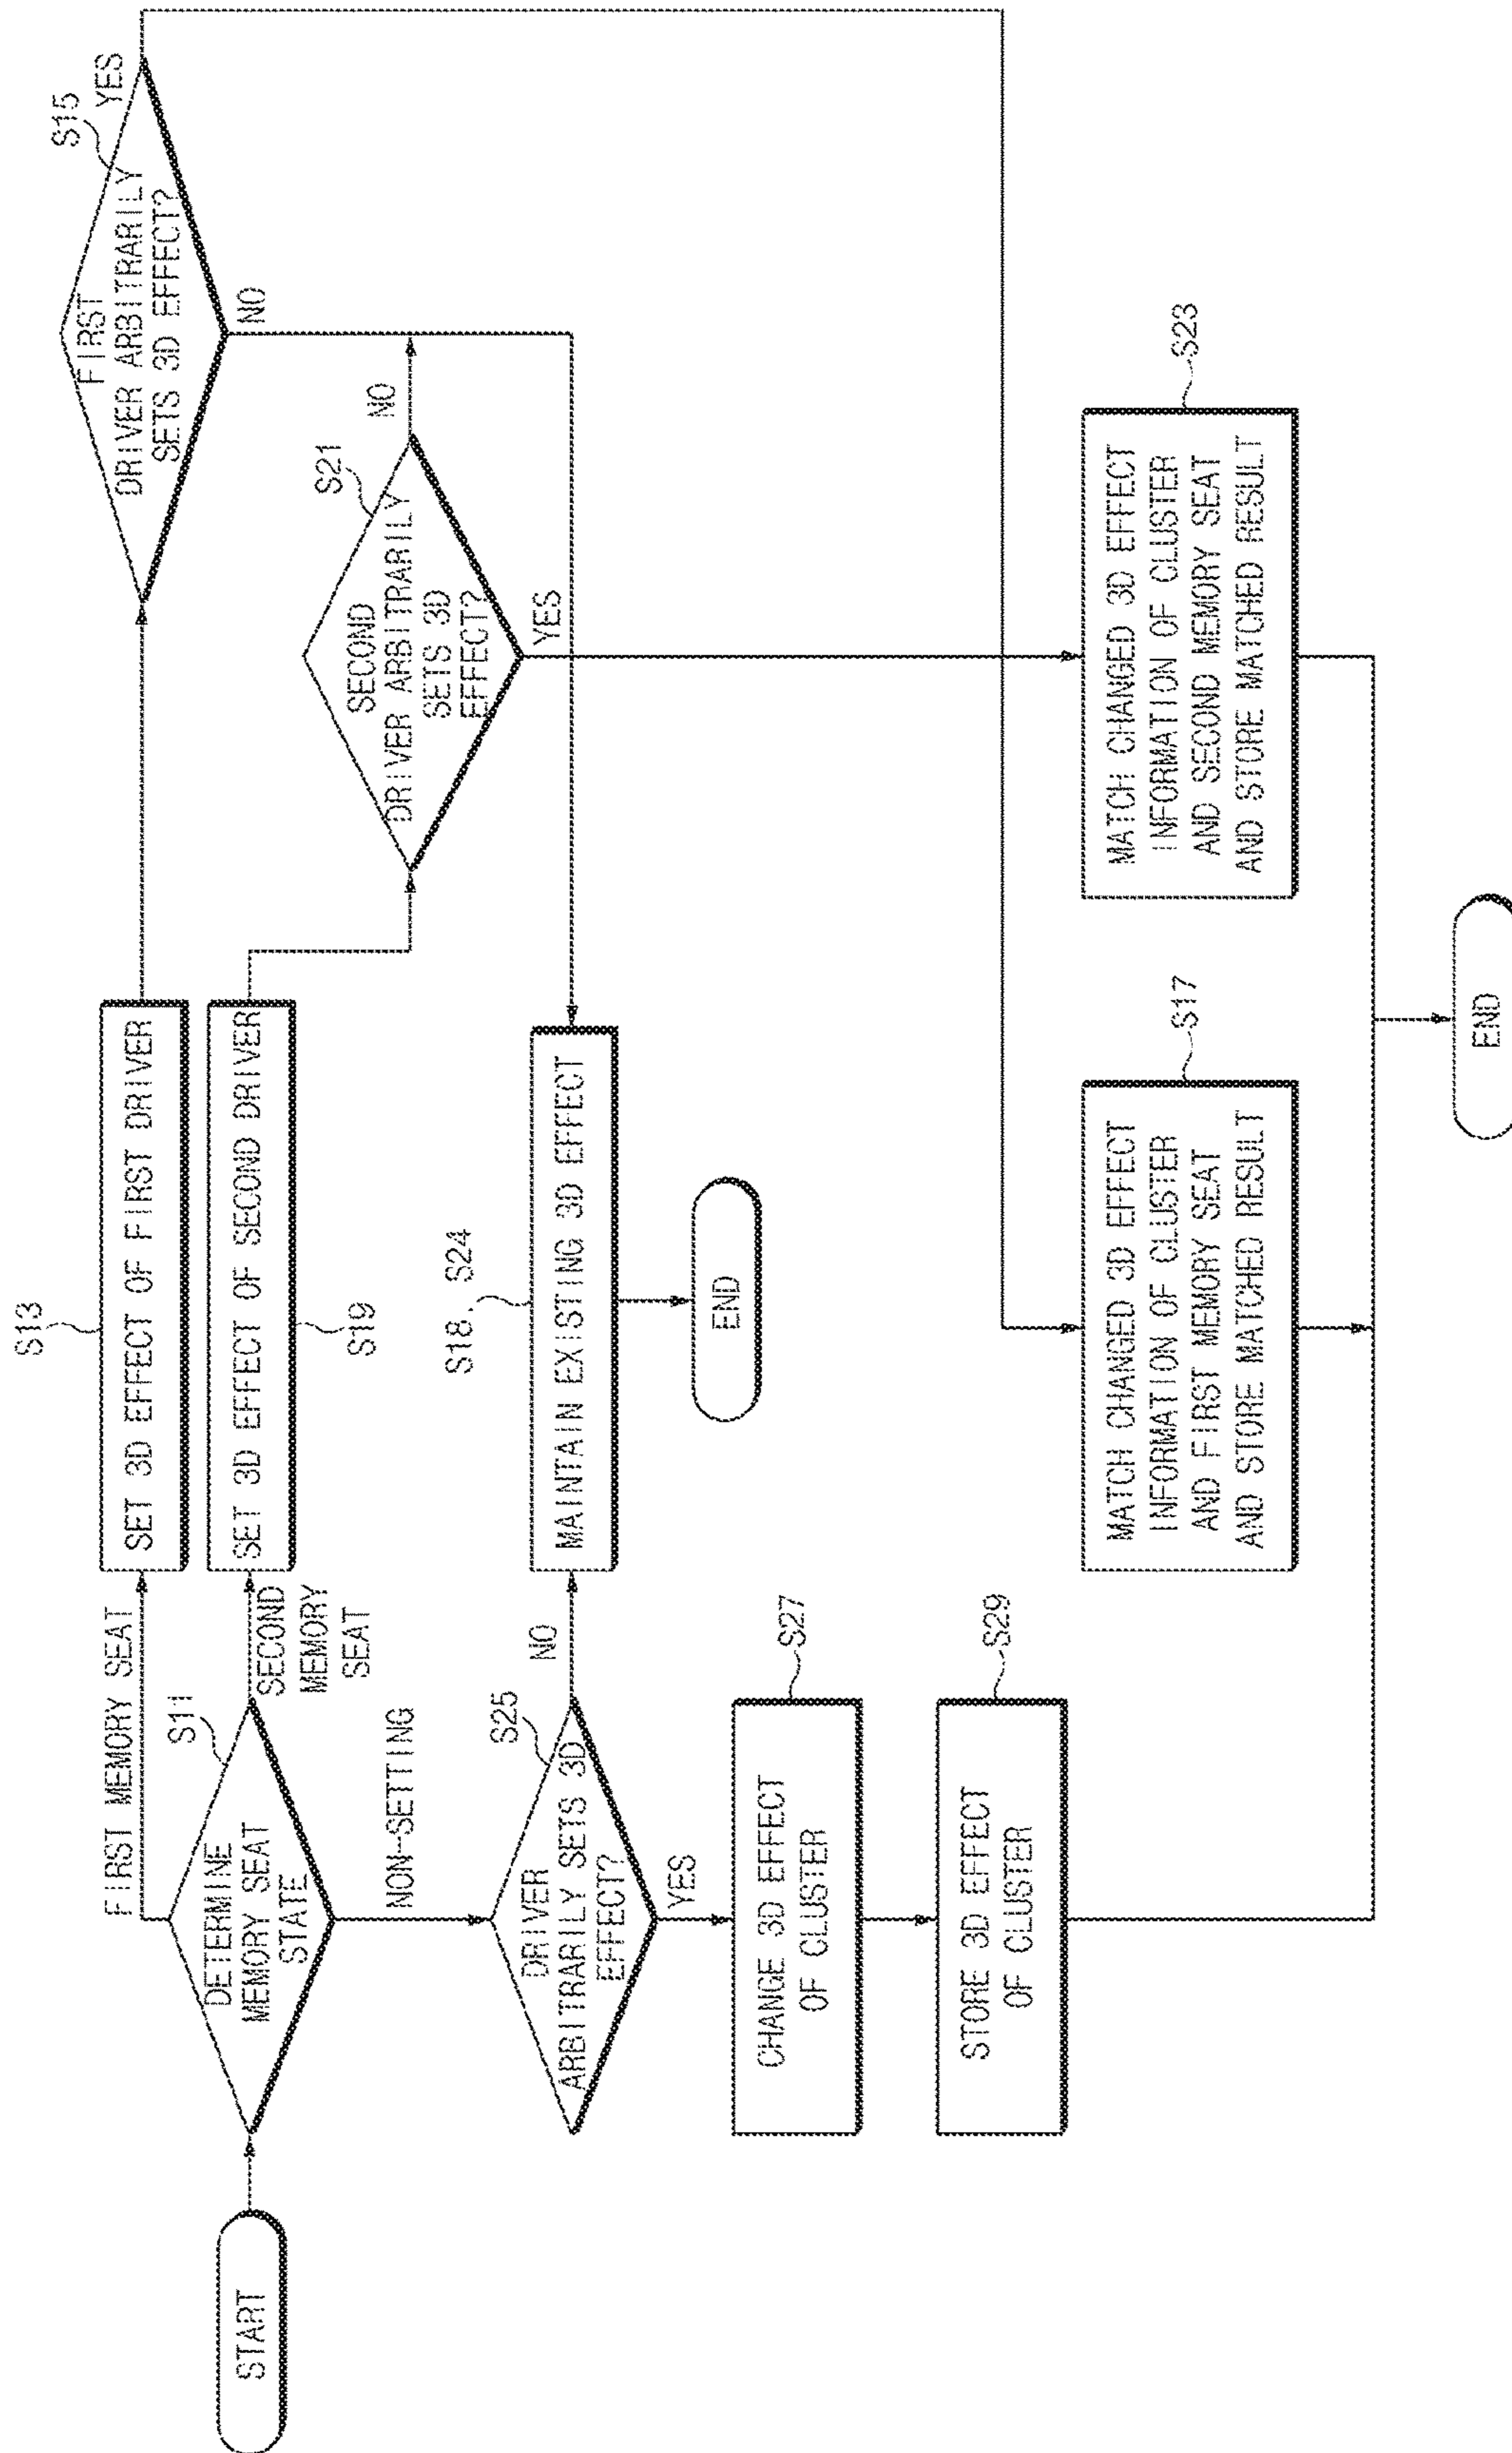 START
DETERMINE
MEMORY SEAT
STATE
S11
FIRST MEMORY SEAT
SECOND
MEMORY
SEAT
NON-SETTING
S13
SET 3D EFFECT OF FIRST DRIVER
SET 3D EFFECT OF SECOND DRIVER
S19
FIRST
DRIVER ARBITRARILY
SETS 3D EFFECT?
S15
YES
NO
SECOND
DRIVER ARBITRARILY
SETS 3D
EFFECT?
S21
NO
YES
DRIVER
ARBITRARILY SETS 3D
EFFECT?
S25
NO
YES
S18, S24
MAINTAIN EXISTING 3D EFFECT
END
CHANGE 3D EFFECT
OF CLUSTER
S27
STORE 3D EFFECT
OF CLUSTER
S29
MATCH CHANGED 3D EFFECT
INFORMATION OF CLUSTER
AND FIRST MEMORY SEAT
AND STORE MATCHED RESULT
S17
MATCH CHANGED 3D EFFECT
INFORMATION OF CLUSTER
AND SECOND MEMORY SEAT
AND STORE MATCHED RESULT
S23
END